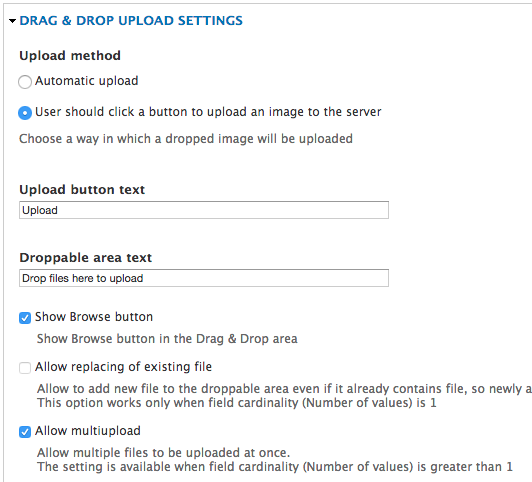 DRAG & DROP UPLOAD SETTINGS
Upload method
Automatic upload
User should click a button to upload an image to the server
Choose a way in which a dropped image will be uploaded
Upload button text
Upload
Droppable area text
Drop files here to upload
Show Browse button
Show Browse button in the Drag & Drop area
Allow replacing of existing file
Allow to add new file to the droppable area even if it already contains file, so newly a
This option works only when field cardinality (Number of values) is 1
Allow multiupload
Allow multiple files to be uploaded at once.
The setting is available when field cardinality (Number of values) is greater than 1